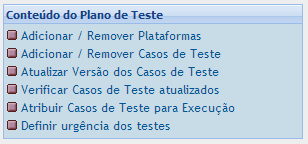 Conteúdo do Plano de Teste
Adicionar / Remover Plataformas
Adicionar / Remover Casos de Teste
Atualizar Versão dos Casos de Teste
Verificar Casos de Teste atualizados
Atribuir Casos de Teste para Execução
Definir urgência dos testes